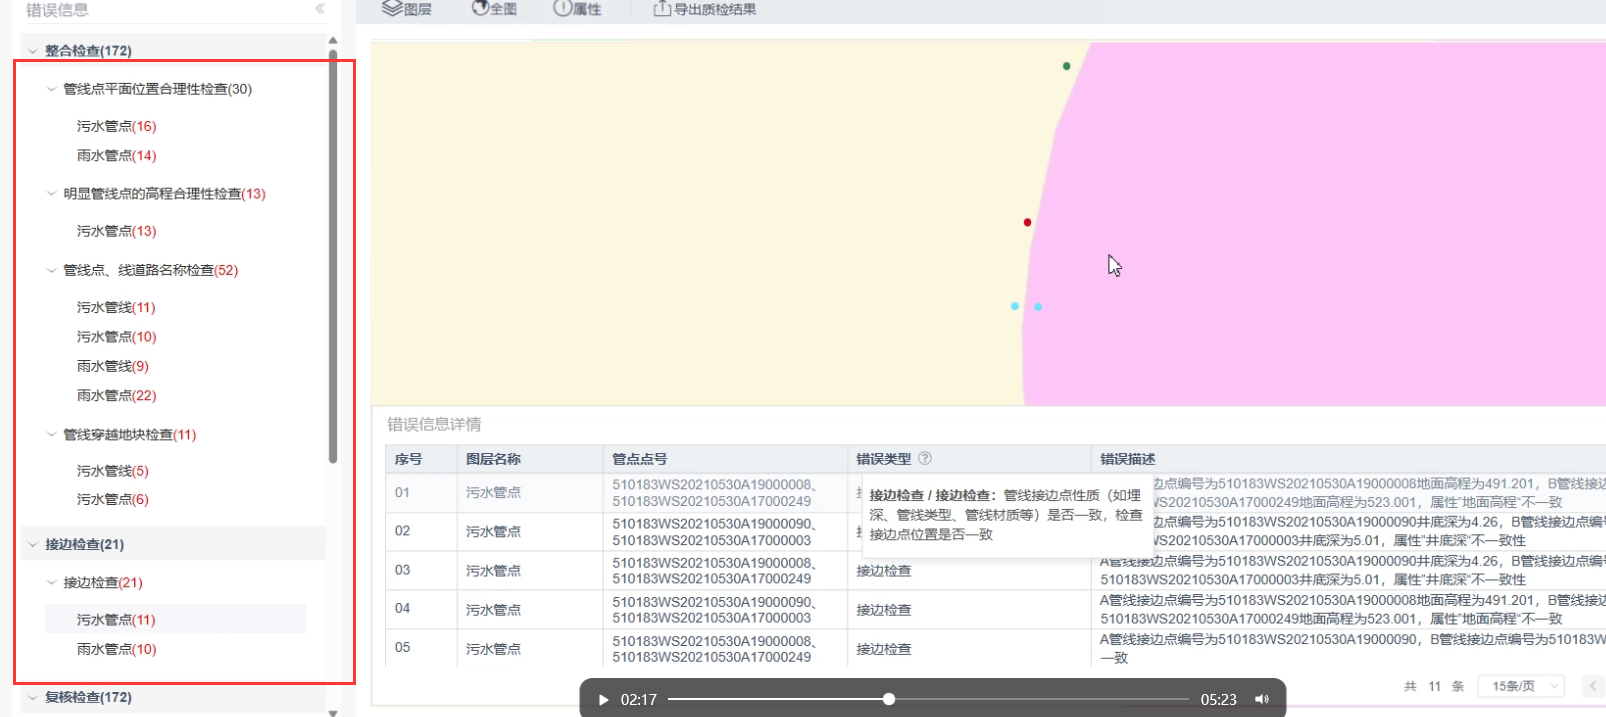 错误信息
图层
全图
属性
导出质检结果
整合检查(172)
管线点平面位置合理性检查(30)
污水管点(16)
雨水管点(14)
明显管线点的高程合理性检查(13)
污水管点(13)
管线点、线道路名称检查(52)
污水管线(11)
污水管点(10)
雨水管线(9)
雨水管点(22)
管线穿越地块检查(11)
污水管线(5)
污水管点(6)
接边检查(21)
接边检查(21)
污水管点(11)
雨水管点(10)
复核检查(172)
错误信息详情
序号 图层名称 管点点号 错误类型 错误描述
01 污水管点 510183WS20210530A19000008、
510183WS20210530A17000249
边点编号为510183WS20210530A19000008地面高程为491.201，B管线接边
WS20210530A17000249地面高程为523.001，属性"地面高程"不一致
接边检查 / 接边检查：管线接边点性质（如埋
深、管线类型、管线材质等）是否一致，检查
接边点位置是否一致
02 污水管点 510183WS20210530A19000090、
510183WS20210530A17000003
边点编号为510183WS20210530A19000090井底深为4.26，B管线接边点编
WS20210530A17000003井底深为5.01，属性"井底深"不一致性
03 污水管点 510183WS20210530A19000008、
510183WS20210530A17000249
接边检查
A管线接边点编号为510183WS20210530A19000090井底深为4.26，B管线接边点编
510183WS20210530A17000003井底深为5.01，属性"井底深"不一致性
04 污水管点 510183WS20210530A19000090、
510183WS20210530A17000003
接边检查
A管线接边点编号为510183WS20210530A19000008地面高程为491.201，B管线接边
510183WS20210530A17000249地面高程为523.001，属性"地面高程"不一致
05 污水管点 510183WS20210530A19000008、
510183WS20210530A17000249
接边检查
A管线接边点编号为510183WS20210530A19000090，B管线接边点编号为510183W
一致
共 11 条 15条/页
02:17 05:23